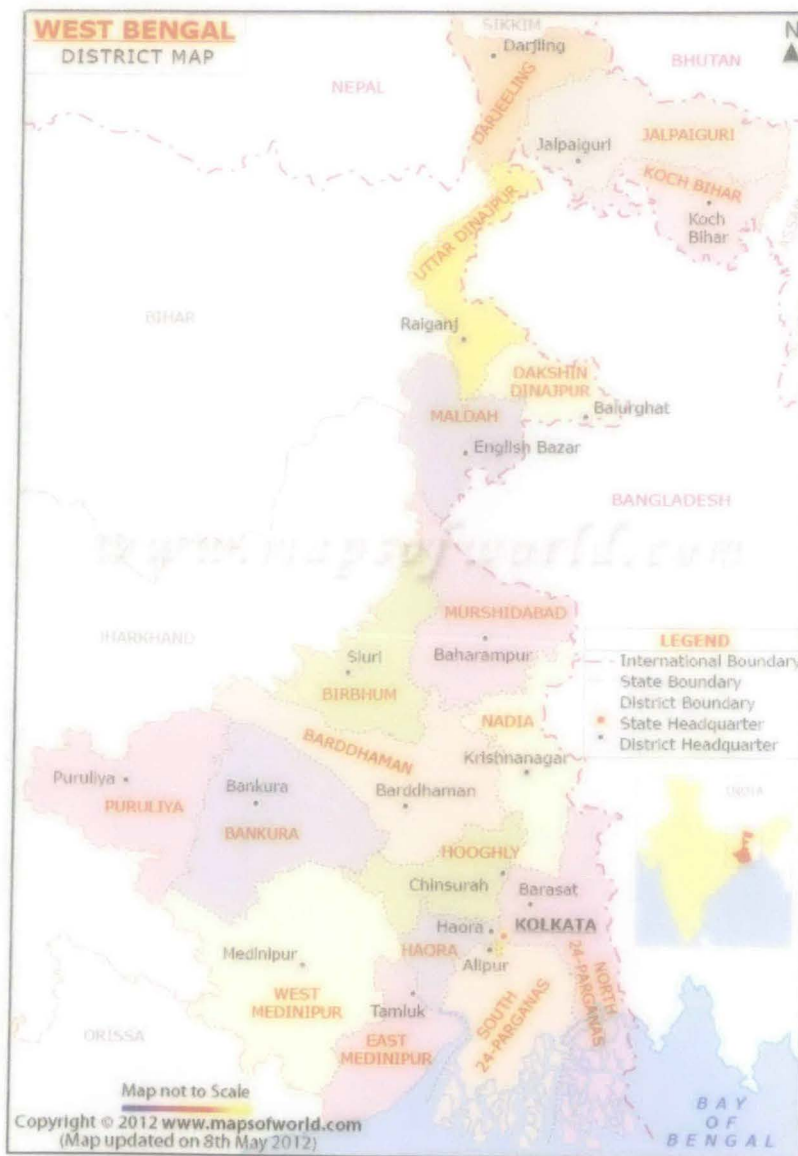 WEST BENGAL
DISTRICT MAP
SIKKIM
N
Darjling
BHUTAN
NEPAL
DARJEELING
Jalpaiguri
JALPAIGURI
KOCH BIHAR
Koch
Bihar
UTTAR DINAJPUR
BIHAR
Raiganj
DAKSHIN
DINAJPUR
Balurghat
MALDAH
English Bazar
BANGLADESH
www.mapsofworld.com
MURSHIDABAD
Baharampur
JHARKHAND
Siuri
BIRBHUM
LEGEND
International Boundary
State Boundary
District Boundary
State Headquarter
District Headquarter
NADIA
BARDDHAMAN
Krishnanagar
Puruliya
PURULIYA
Bankura
BANKURA
Barddhaman
INDIA
HOOGHLY
Chinsurah
Barasat
KOLKATA
Haora
HAORA
Alipur
Medinipur
WEST
MEDINIPUR
Tamluk
EAST
MEDINIPUR
SOUTH
24-PARGANAS
NORTH
24-PARGANAS
ORISSA
Map not to Scale
Copyright © 2012 www.mapsofworld.com
(Map updated on 8th May 2012)
BAY
OF
BENGAL